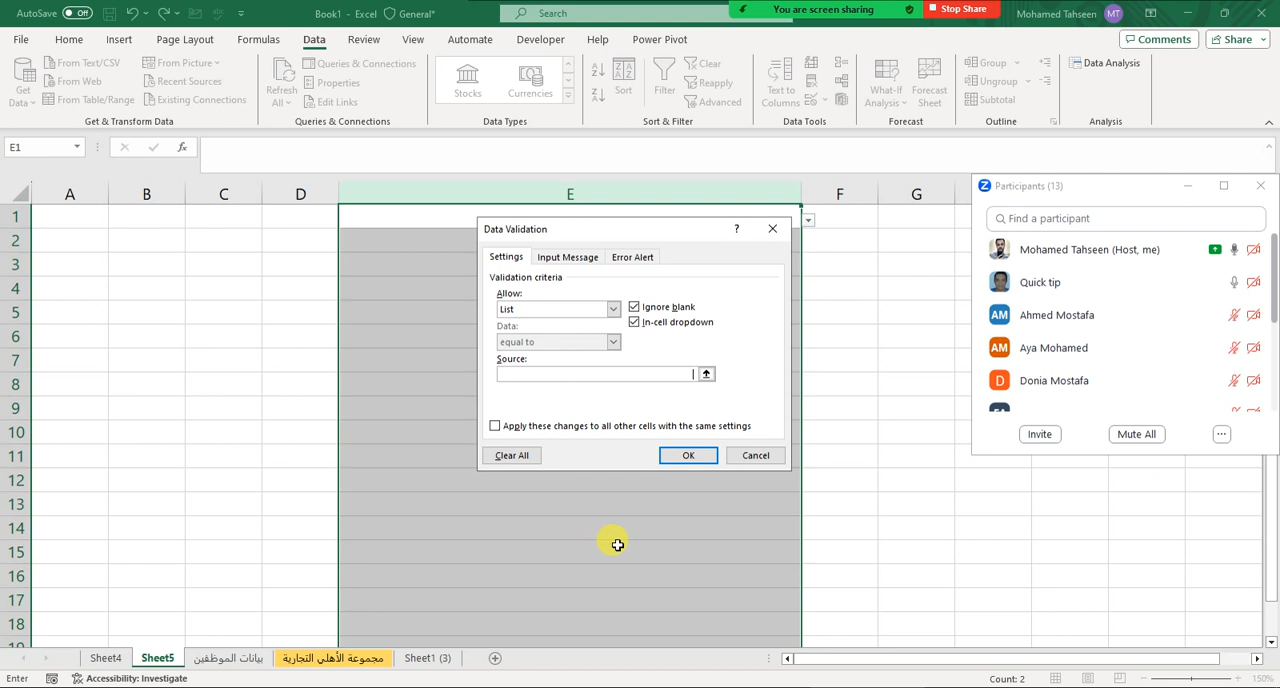 AutoSave Off Book1 - Excel General* Search You are screen sharing Stop Share Mohamed Tahseen MT
File Home Insert Page Layout Formulas Data Review View Automate Developer Help Power Pivot Comments Share
Get Data
From Text/CSV
From Web
From Table/Range
From Picture
Recent Sources
Existing Connections
Get & Transform Data
Refresh All
Queries & Connections
Properties
Edit Links
Queries & Connections
Stocks Currencies
Data Types
Sort
Filter
Clear
Reapply
Advanced
Sort & Filter
Text to Columns
Data Tools
What-If Analysis
Forecast Sheet
Forecast
Group
Ungroup
Subtotal
Outline
Data Analysis
Analysis
E1 fx
A B C D E F G
1
2
3
4
5
6
7
8
9
10
11
12
13
14
15
16
17
18
19
Data Validation ?
Settings Input Message Error Alert
Validation criteria
Allow:
List
Ignore blank
In-cell dropdown
Data:
equal to
Source:
Apply these changes to all other cells with the same settings
Clear All OK Cancel
Participants (13)
Find a participant
Mohamed Tahseen (Host, me)
Quick tip
AM Ahmed Mostafa
AM Aya Mohamed
D Donia Mostafa
Invite Mute All ...
Sheet4 Sheet5 بيانات الموظفين مجموعة الأهلي التجارية Sheet1 (3)
Enter Accessibility: Investigate Count: 2 150%